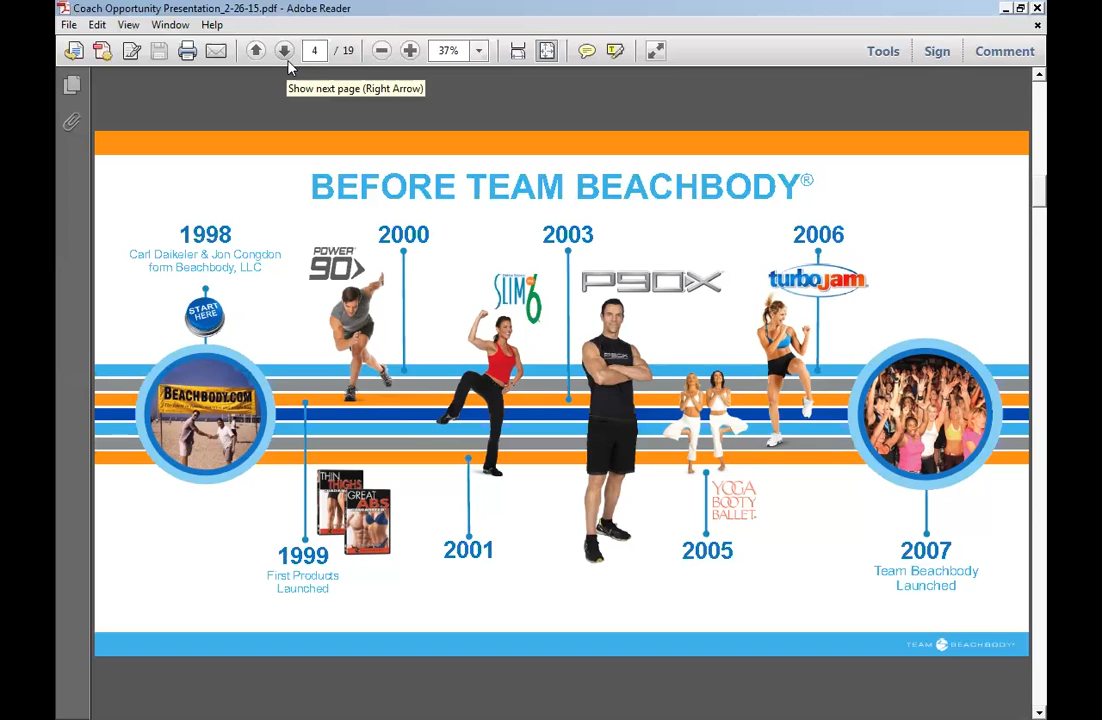 Coach Opportunity Presentation_2-26-15.pdf - Adobe Reader
File Edit View Window Help
4 / 19 37% Tools Sign Comment
Show next page (Right Arrow)
BEFORE TEAM BEACHBODY®
1998
Carl Daikeler & Jon Congdon
form Beachbody, LLC
START
HERE
BEACHBODY.COM
POWER
90
2000
SLIM
6
2003
P90X
P90X
2006
turbojam
THIN
THIGHS
GREAT
ABS
1999
First Products
Launched
2001
YOGA
BOOTY
BALLET
2005
2007
Team Beachbody
Launched
TEAM BEACHBODY